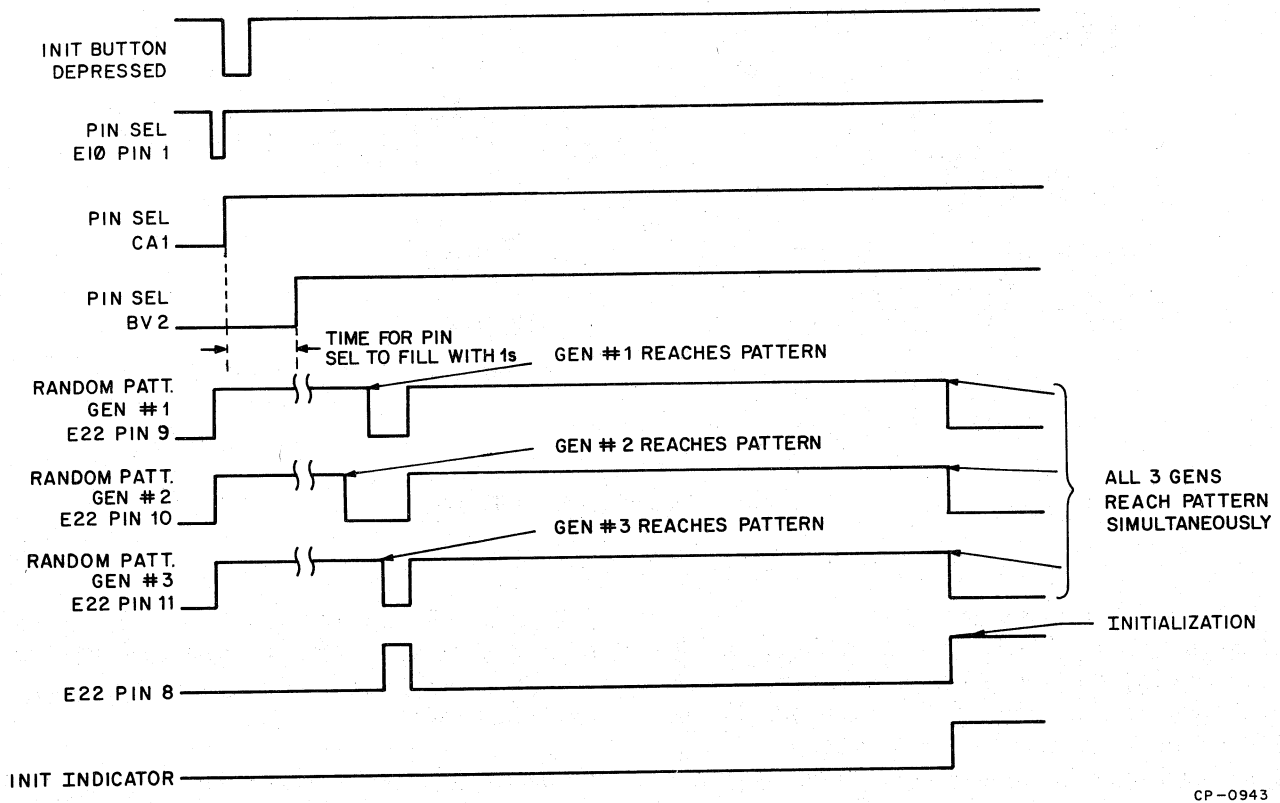 INIT BUTTON
DEPRESSED
PIN SEL
E10 PIN 1
PIN SEL
CA1
PIN SEL
BV2
TIME FOR PIN
SEL TO FILL WITH 1s
GEN #1 REACHES PATTERN
RANDOM PATT.
GEN #1
E22 PIN 9
GEN #2 REACHES PATTERN
RANDOM PATT.
GEN #2
E22 PIN 10
ALL 3 GENS
REACH PATTERN
SIMULTANEOUSLY
GEN #3 REACHES PATTERN
RANDOM PATT.
GEN #3
E22 PIN 11
INITIALIZATION
E22 PIN 8
INIT INDICATOR
CP-0943